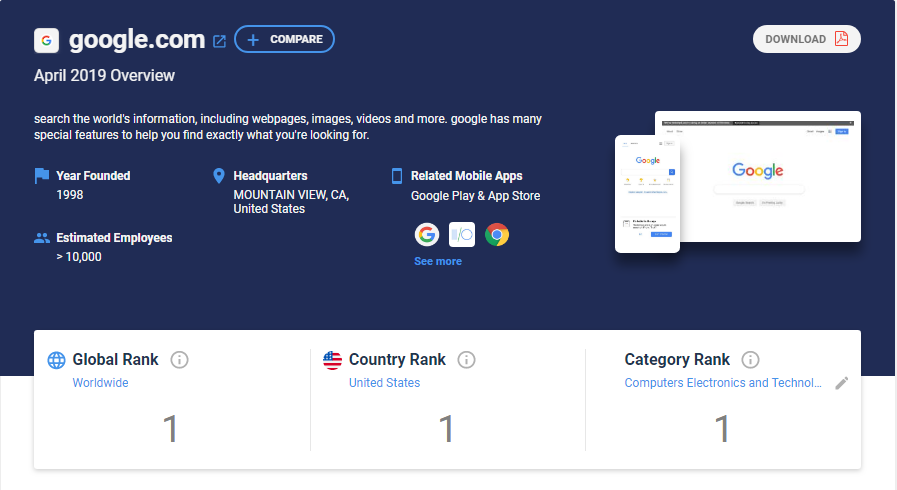 G
google.com
COMPARE
DOWNLOAD
April 2019 Overview
search the world's information, including webpages, images, videos and more. google has many
special features to help you find exactly what you're looking for.
Year Founded
1998
Headquarters
MOUNTAIN VIEW, CA,
United States
Related Mobile Apps
Google Play & App Store
Estimated Employees
> 10,000
See more
Google
Google
Global Rank
Worldwide
1
Country Rank
United States
1
Category Rank
Computers Electronics and Technol...
1